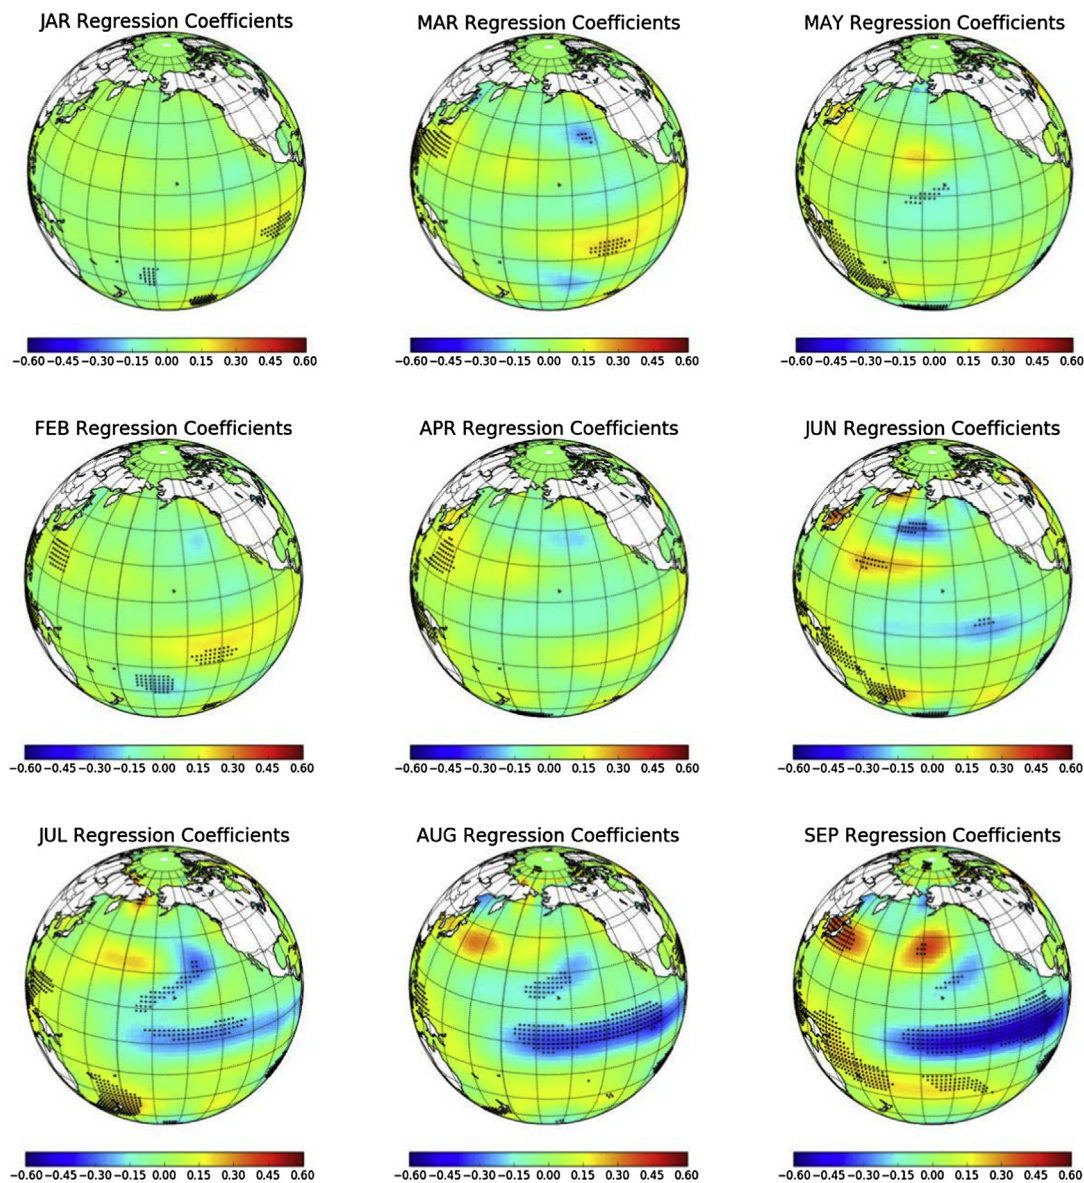 JAR Regression Coefficients
MAR Regression Coefficients
MAY Regression Coefficients
−0.60 −0.45 −0.30 −0.15 0.00 0.15 0.30 0.45 0.60
−0.60 −0.45 −0.30 −0.15 0.00 0.15 0.30 0.45 0.60
−0.60 −0.45 −0.30 −0.15 0.00 0.15 0.30 0.45 0.60
FEB Regression Coefficients
APR Regression Coefficients
JUN Regression Coefficients
−0.60 −0.45 −0.30 −0.15 0.00 0.15 0.30 0.45 0.60
−0.60 −0.45 −0.30 −0.15 0.00 0.15 0.30 0.45 0.60
−0.60 −0.45 −0.30 −0.15 0.00 0.15 0.30 0.45 0.60
JUL Regression Coefficients
AUG Regression Coefficients
SEP Regression Coefficients
−0.60 −0.45 −0.30 −0.15 0.00 0.15 0.30 0.45 0.60
−0.60 −0.45 −0.30 −0.15 0.00 0.15 0.30 0.45 0.60
−0.60 −0.45 −0.30 −0.15 0.00 0.15 0.30 0.45 0.60